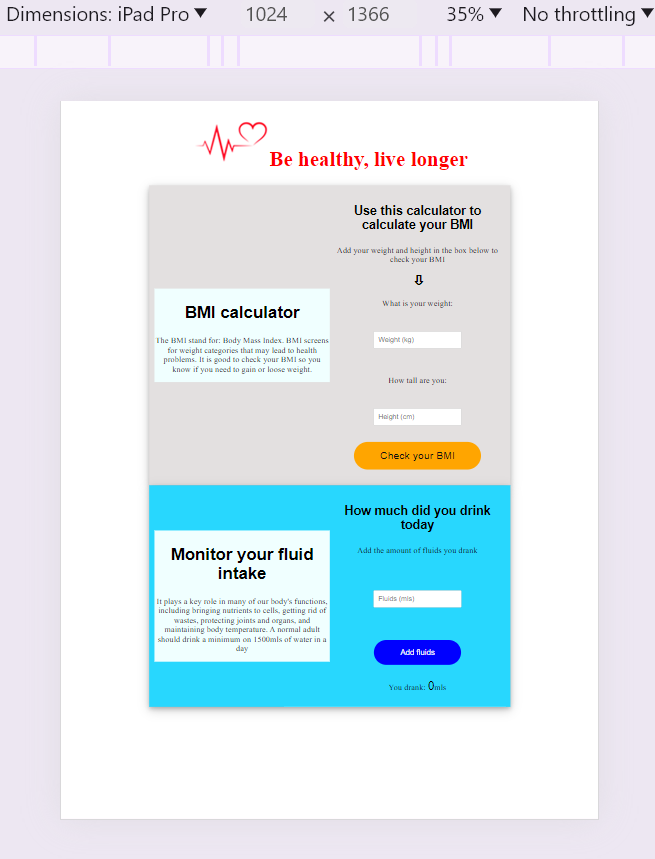 Dimensions: iPad Pro ▼ 1024 × 1366 35% ▼ No throttling ▼
Be healthy, live longer
Use this calculator to
calculate your BMI
Add your weight and height in the box below to
check your BMI
⇩
What is your weight:
Weight (kg)
How tall are you:
Height (cm)
Check your BMI
BMI calculator
The BMI stand for: Body Mass Index. BMI screens
for weight categories that may lead to health
problems. It is good to check your BMI so you
know if you need to gain or loose weight.
How much did you drink
today
Add the amount of fluids you drank
Fluids (mls)
Add fluids
You drank: 0mls
Monitor your fluid
intake
It plays a key role in many of our body's functions,
including bringing nutrients to cells, getting rid of
wastes, protecting joints and organs, and
maintaining body temperature. A normal adult
should drink a minimum on 1500mls of water in a
day